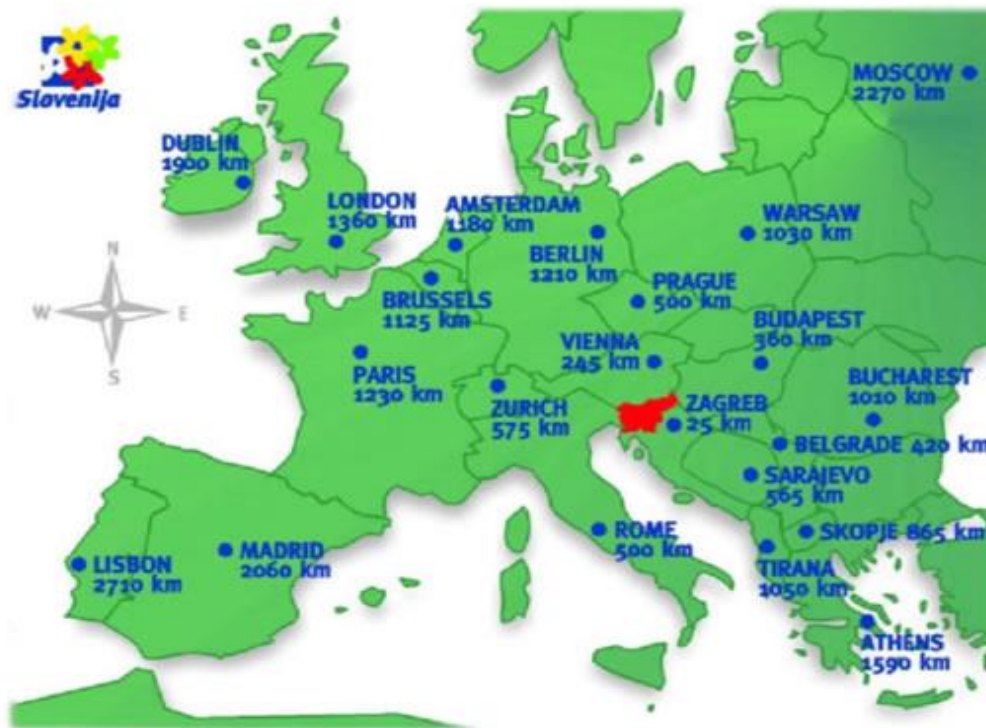 Slovenija
MOSCOW
2270 km
DUBLIN
1900 km
LONDON
1360 km
AMSTERDAM
1180 km
WARSAW
1030 km
BERLIN
1210 km
N
W
E
S
BRUSSELS
1125 km
PRAGUE
500 km
BUDAPEST
360 km
VIENNA
245 km
PARIS
1230 km
ZURICH
575 km
ZAGREB
25 km
BUCHAREST
1010 km
BELGRADE 420 km
SARAJEVO
565 km
ROME
500 km
SKOPJE 865 km
LISBON
2710 km
MADRID
2060 km
TIRANA
1050 km
ATHENS
1590 km